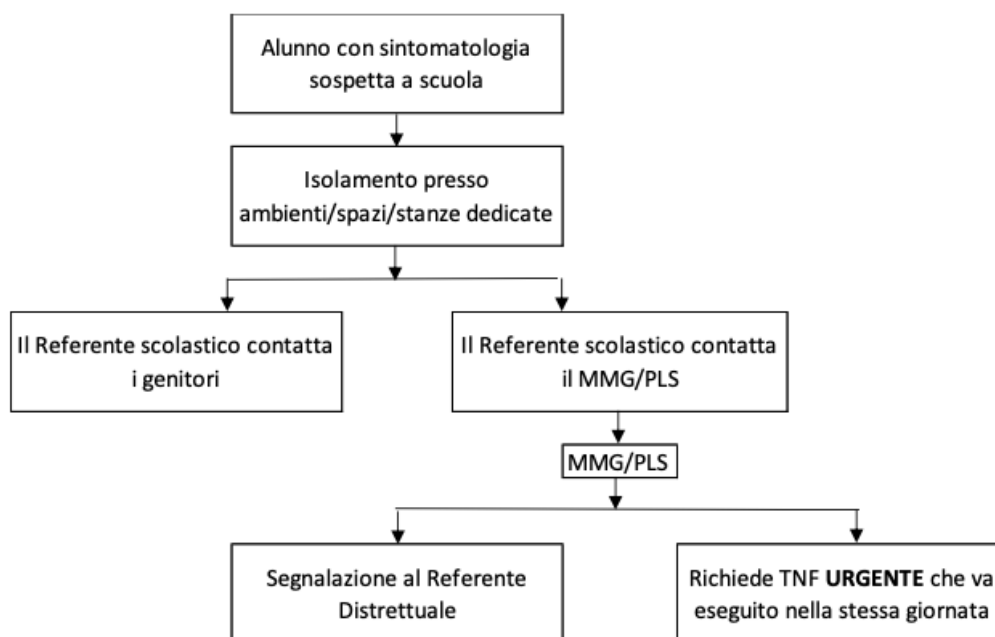 Alunno con sintomatologia
sospetta a scuola
Isolamento presso
ambienti/spazi/stanze dedicate
Il Referente scolastico contatta
i genitori
Il Referente scolastico contatta
il MMG/PLS
MMG/PLS
Segnalazione al Referente
Distrettuale
Richiede TNF URGENTE che va
eseguito nella stessa giornata